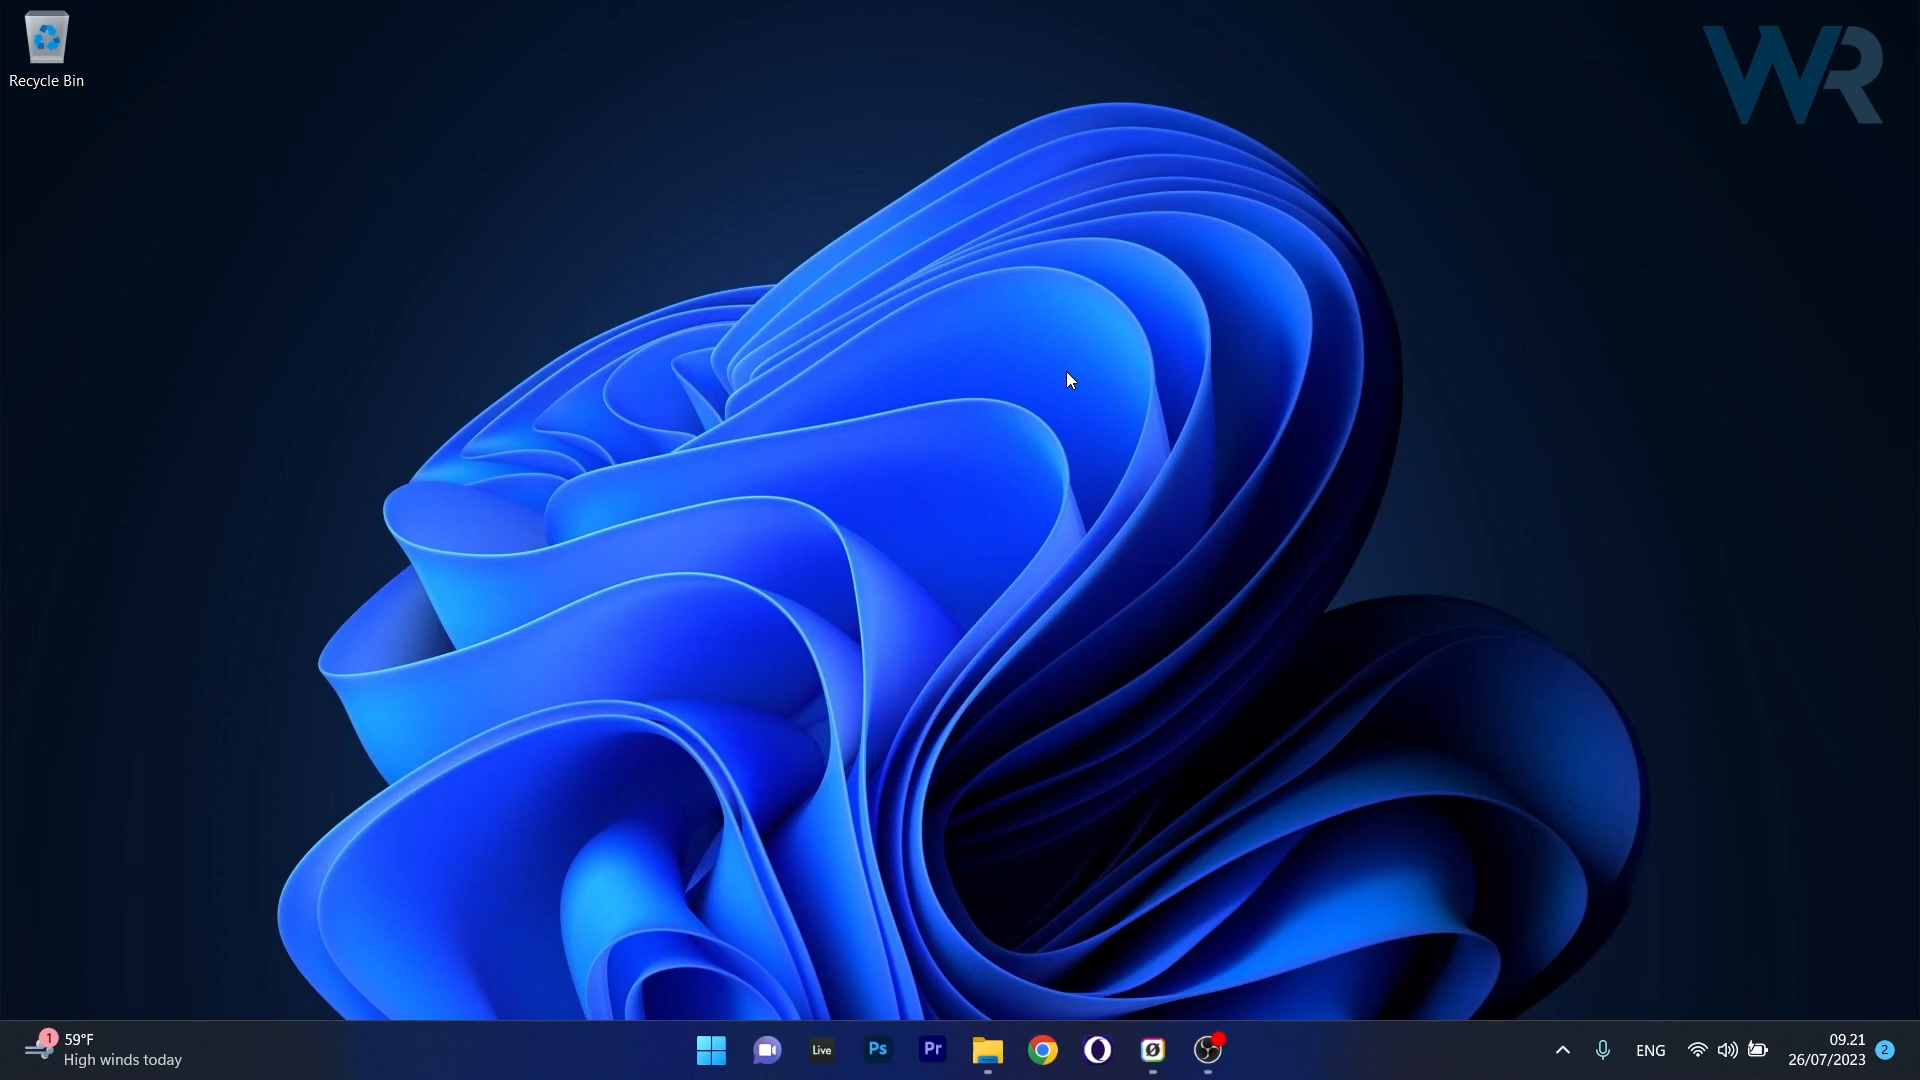 WR
Recycle Bin
1
59°F
High winds today
Live
Ps
Pr
ENG
09.21
26/07/2023
2